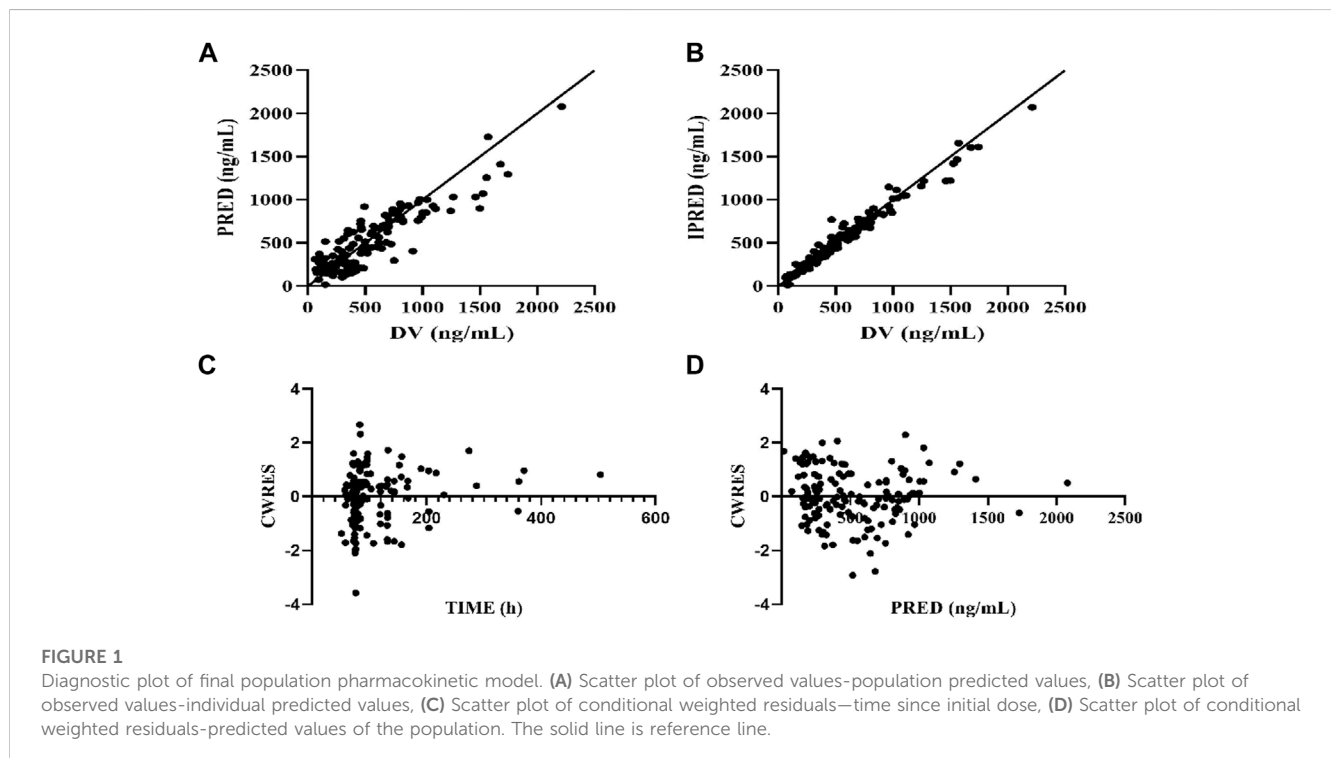 A
2500
2000
1500
1000
500
0
PRED (ng/mL)
0 500 1000 1500 2000 2500
DV (ng/mL)
B
2500
2000
1500
1000
500
0
IPRED (ng/mL)
0 500 1000 1500 2000 2500
DV (ng/mL)
C
4
2
0
-2
-4
CWRES
200 400 600
TIME (h)
D
4
2
0
-2
-4
CWRES
500 1000 1500 2000 2500
PRED (ng/mL)
FIGURE 1
Diagnostic plot of final population pharmacokinetic model. (A) Scatter plot of observed values-population predicted values, (B) Scatter plot of
observed values-individual predicted values, (C) Scatter plot of conditional weighted residuals—time since initial dose, (D) Scatter plot of conditional
weighted residuals-predicted values of the population. The solid line is reference line.